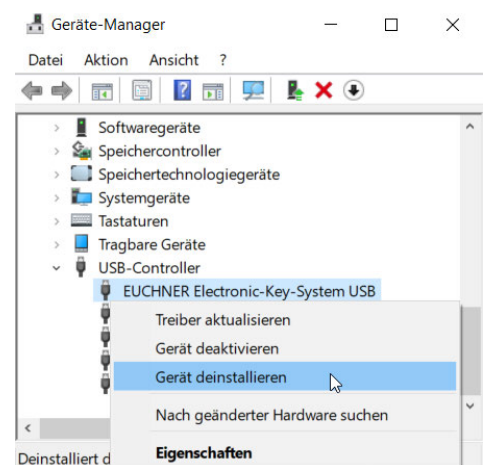 Geräte-Manager
Datei Aktion Ansicht ?
Softwaregeräte
Speichercontroller
Speichertechnologiegeräte
Systemgeräte
Tastaturen
Tragbare Geräte
USB-Controller
EUCHNER Electronic-Key-System USB
Treiber aktualisieren
Gerät deaktivieren
Gerät deinstallieren
Nach geänderter Hardware suchen
Eigenschaften
Deinstalliert d